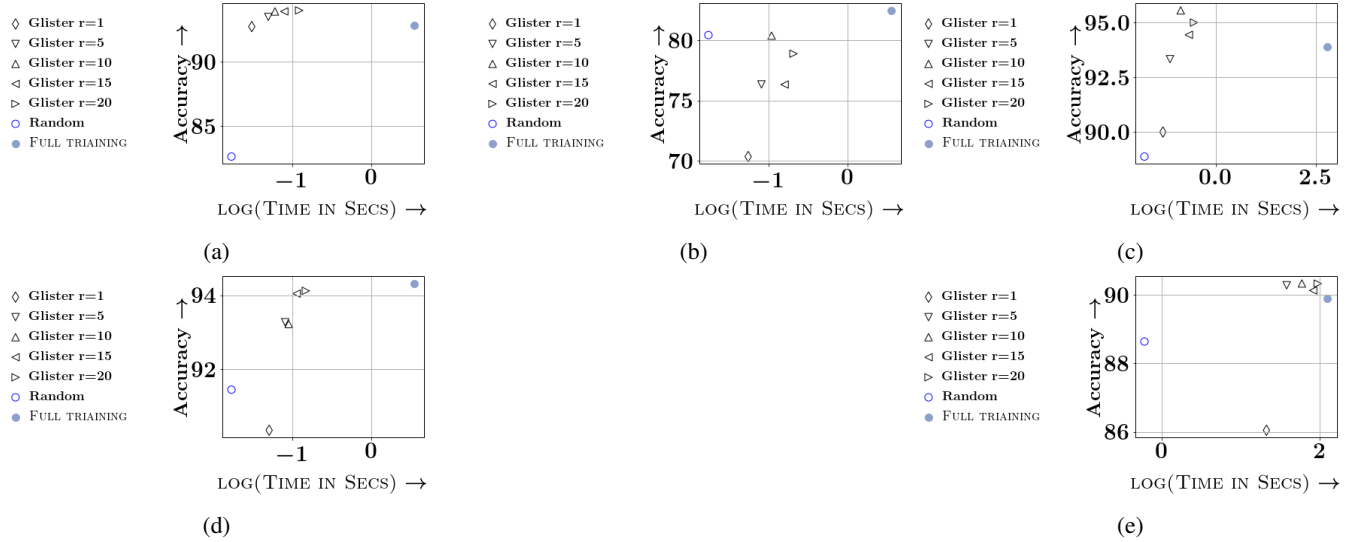 Glister r=1
Glister r=5
Glister r=10
Glister r=15
Glister r=20
Random
FULL TRIAINING
Accuracy →
90
85
−1
0
LOG(TIME IN SECS) →
(a)
Glister r=1
Glister r=5
Glister r=10
Glister r=15
Glister r=20
Random
FULL TRIAINING
Accuracy →
80
75
70
−1
0
LOG(TIME IN SECS) →
(b)
Glister r=1
Glister r=5
Glister r=10
Glister r=15
Glister r=20
Random
FULL TRIAINING
Accuracy →
95.0
92.5
90.0
0.0
2.5
LOG(TIME IN SECS) →
(c)
Glister r=1
Glister r=5
Glister r=10
Glister r=15
Glister r=20
Random
FULL TRIAINING
Accuracy →
94
92
−1
0
LOG(TIME IN SECS) →
(d)
Glister r=1
Glister r=5
Glister r=10
Glister r=15
Glister r=20
Random
FULL TRIAINING
Accuracy →
90
88
86
0
2
LOG(TIME IN SECS) →
(e)